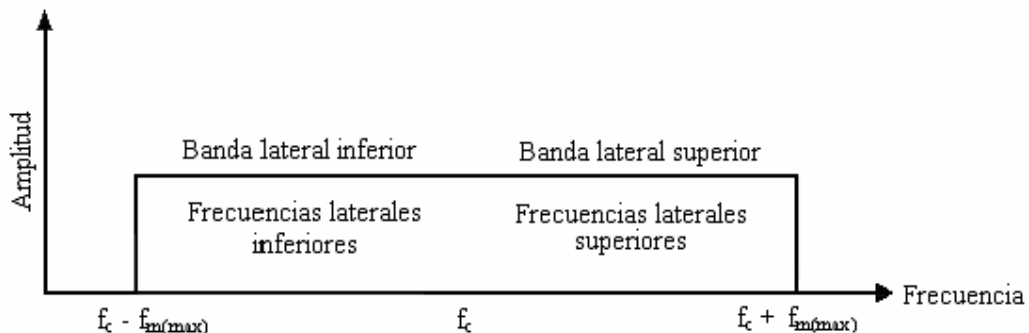 Amplitud
Banda lateral inferior
Banda lateral superior
Frecuencias laterales
inferiores
Frecuencias laterales
superiores
Frecuencia
fc - fm(max)
fc
fc + fm(max)